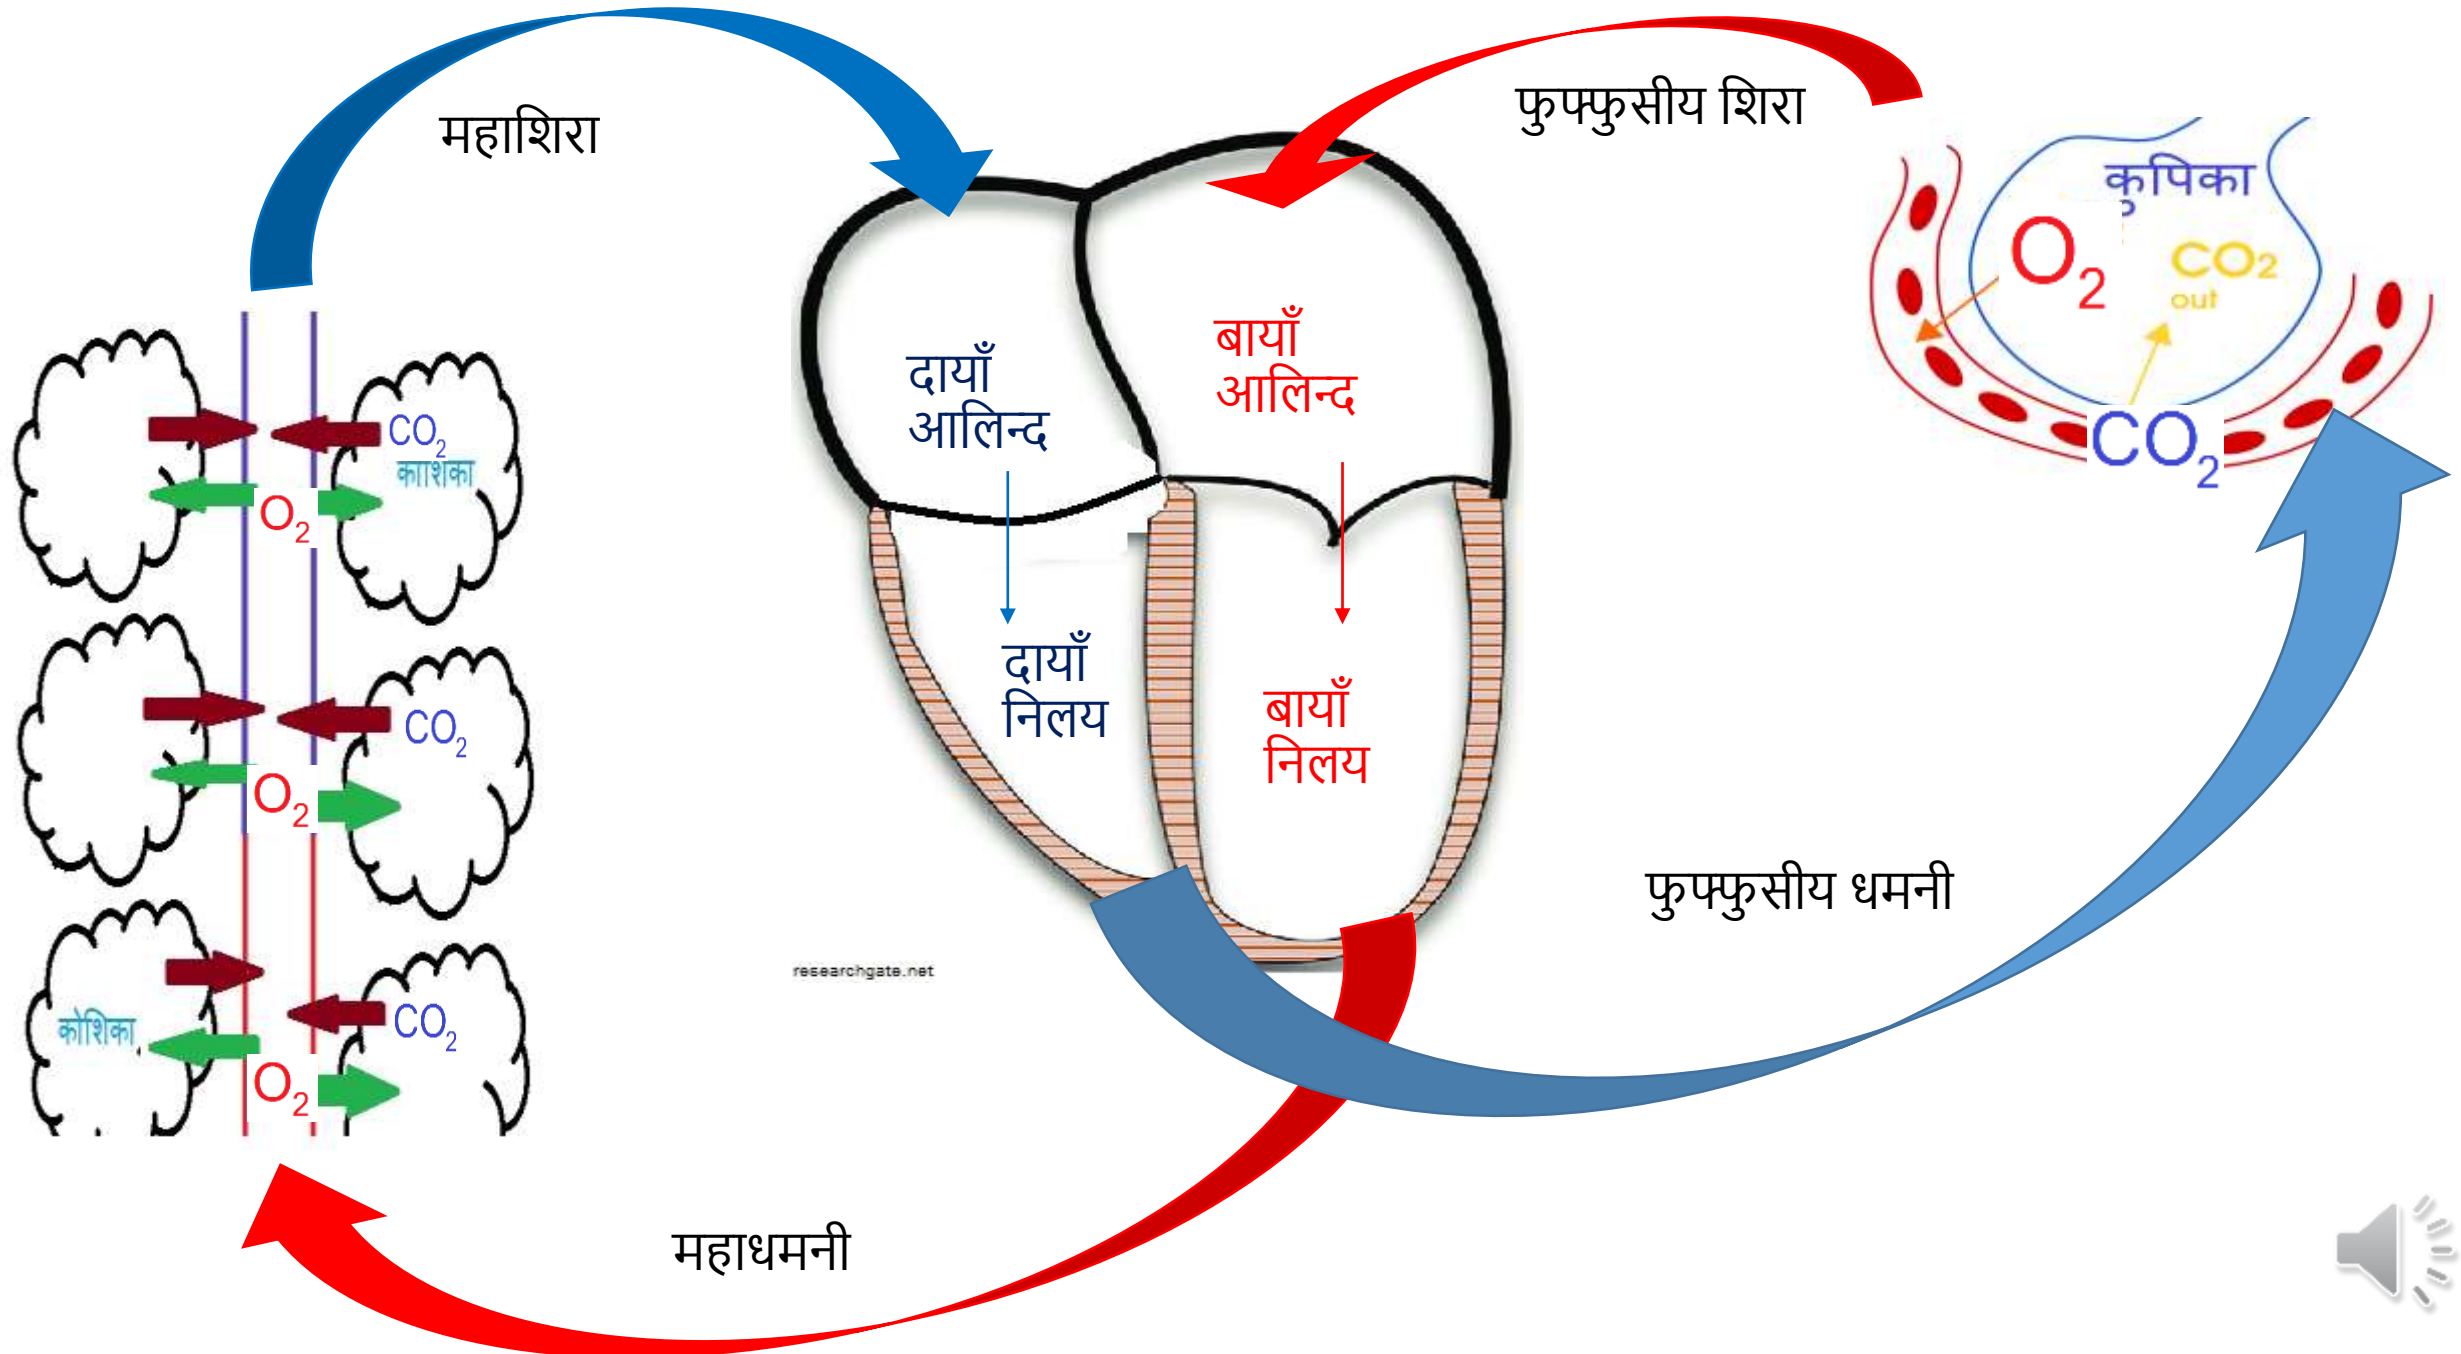 महाशिरा
फुफ्फुसीय शिरा
कुपिका
O2
CO2
out
CO2
बायाँ
आलिन्द
दायाँ
आलिन्द
CO2
काशिका
O2
दायाँ
निलय
बायाँ
निलय
CO2
O2
फुफ्फुसीय धमनी
researchgate.net
कोशिका
CO2
O2
महाधमनी